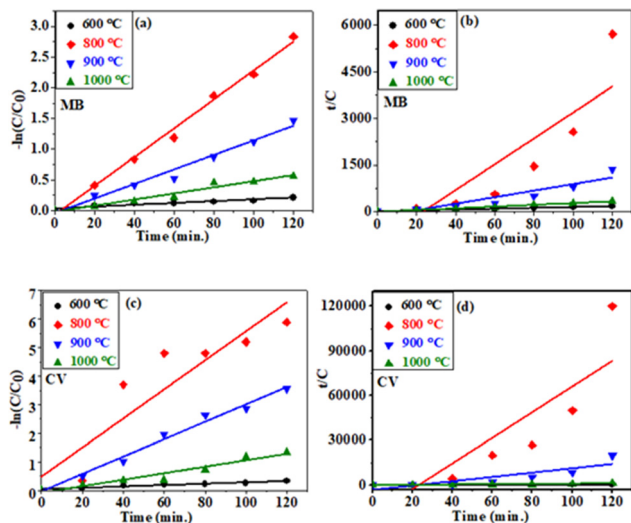 (a)
600 °C
800 °C
900 °C
1000 °C
MB
-ln(C/C0)
3.0
2.5
2.0
1.5
1.0
0.5
0.0
0 20 40 60 80 100 120
Time (min.)
(b)
600 °C
800 °C
900 °C
1000 °C
MB
t/C
6000
4500
3000
1500
0
0 20 40 60 80 100 120
Time (min.)
(c)
600 °C
800 °C
900 °C
1000 °C
CV
-ln(C/C0)
7
6
5
4
3
2
1
0
0 20 40 60 80 100 120
Time (min.)
(d)
600 °C
800 °C
900 °C
1000 °C
CV
t/C
120000
90000
60000
30000
0
0 20 40 60 80 100 120
Time (min.)